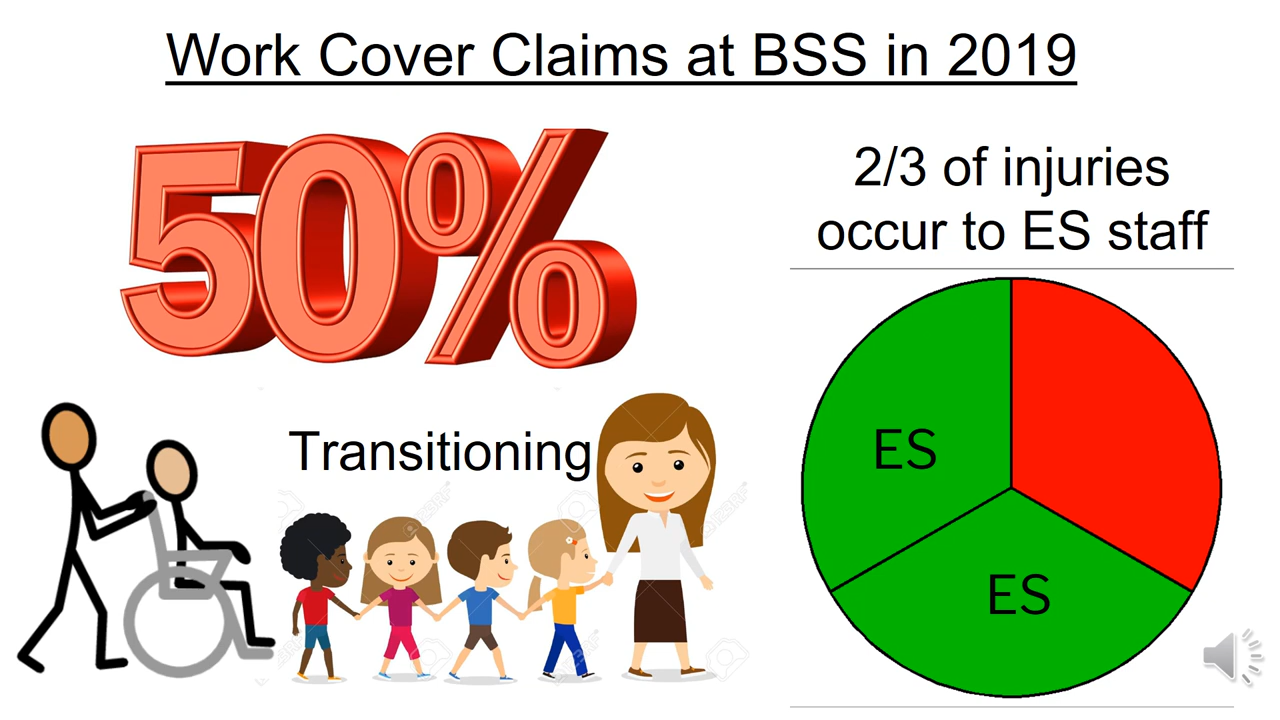 Work Cover Claims at BSS in 2019
50%
2/3 of injuries
occur to ES staff
Transitioning
ES
ES